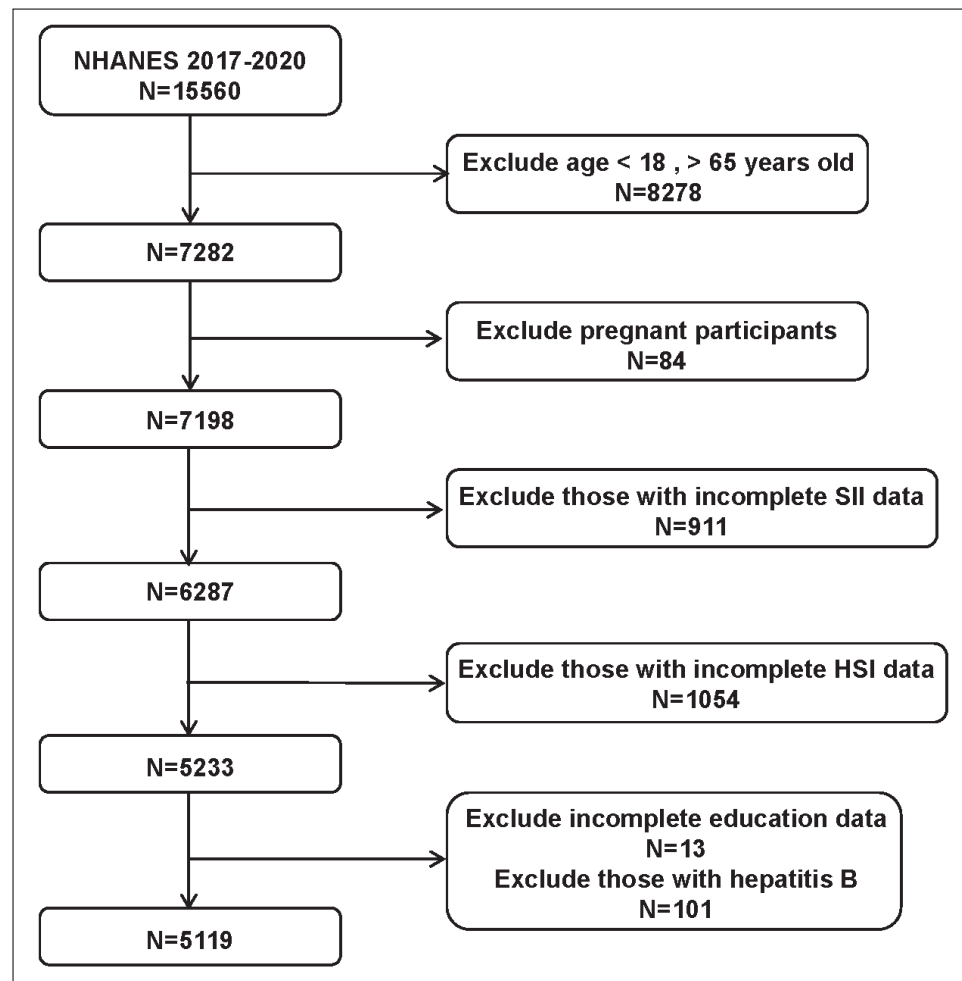 NHANES 2017-2020
N=15560
Exclude age < 18 , > 65 years old
N=8278
N=7282
Exclude pregnant participants
N=84
N=7198
Exclude those with incomplete SII data
N=911
N=6287
Exclude those with incomplete HSI data
N=1054
N=5233
Exclude incomplete education data
N=13
Exclude those with hepatitis B
N=101
N=5119